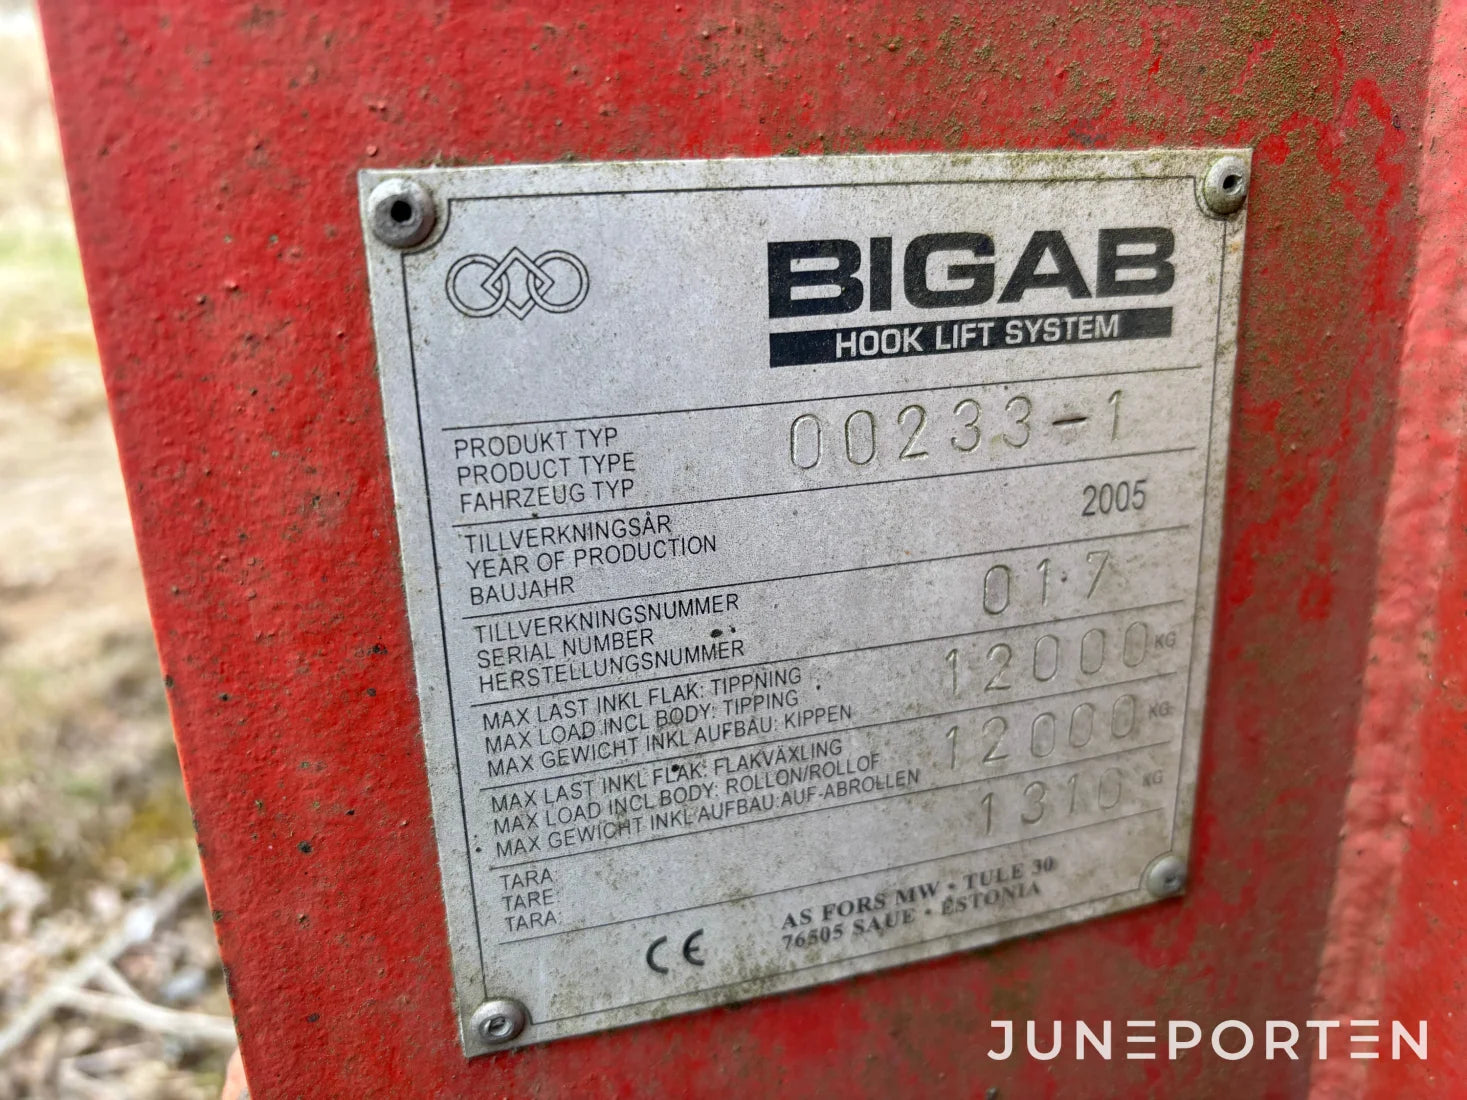 BIGAB
HOOK LIFT SYSTEM
PRODUKT TYP
PRODUCT TYPE
FAHRZEUG TYP
00233-1
TILLVERKNINGSÅR
YEAR OF PRODUCTION
BAUJAHR
2005
TILLVERKNINGSNUMMER
SERIAL NUMBER
HERSTELLUNGSNUMMER
017
MAX LAST INKL FLAK: TIPPNING
MAX LOAD INCL BODY: TIPPING
MAX GEWICHT INKL AUFBAU: KIPPEN
12000 KG
MAX LAST INKL FLAK: FLAKVÄXLING
MAX LOAD INCL BODY: ROLLON/ROLLOF
MAX GEWICHT INKL AUFBAU: AUF-ABROLLEN
12000 KG
TARA
TARE:
TARA:
1310 KG
CE
AS FORS MW · TULE 30
76505 SAUE · ESTONIA
JUNEPORTEN